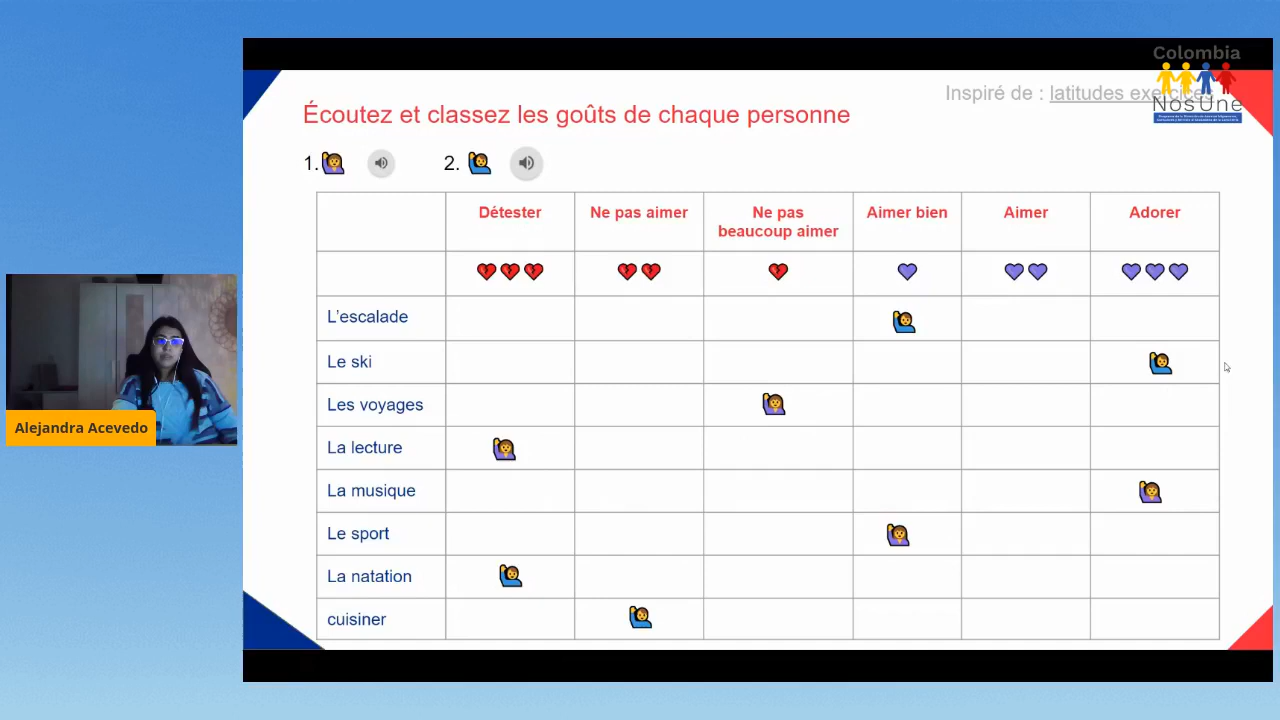 Colombia
NosUne
Inspiré de : latitudes exercices
Écoutez et classez les goûts de chaque personne
1. 2.
Détester Ne pas aimer Ne pas beaucoup aimer Aimer bien Aimer Adorer
L'escalade
Le ski
Les voyages
La lecture
La musique
Le sport
La natation
cuisiner
Alejandra Acevedo